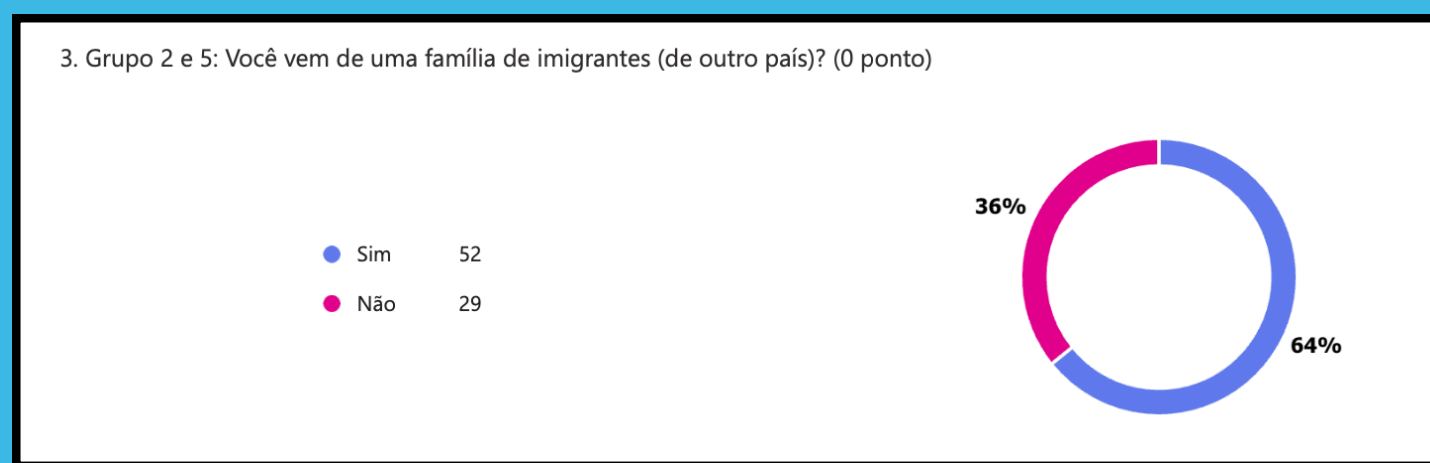 3. Grupo 2 e 5: Você vem de uma família de imigrantes (de outro país)? (0 ponto)
36%
Sim 52
Não 29
64%